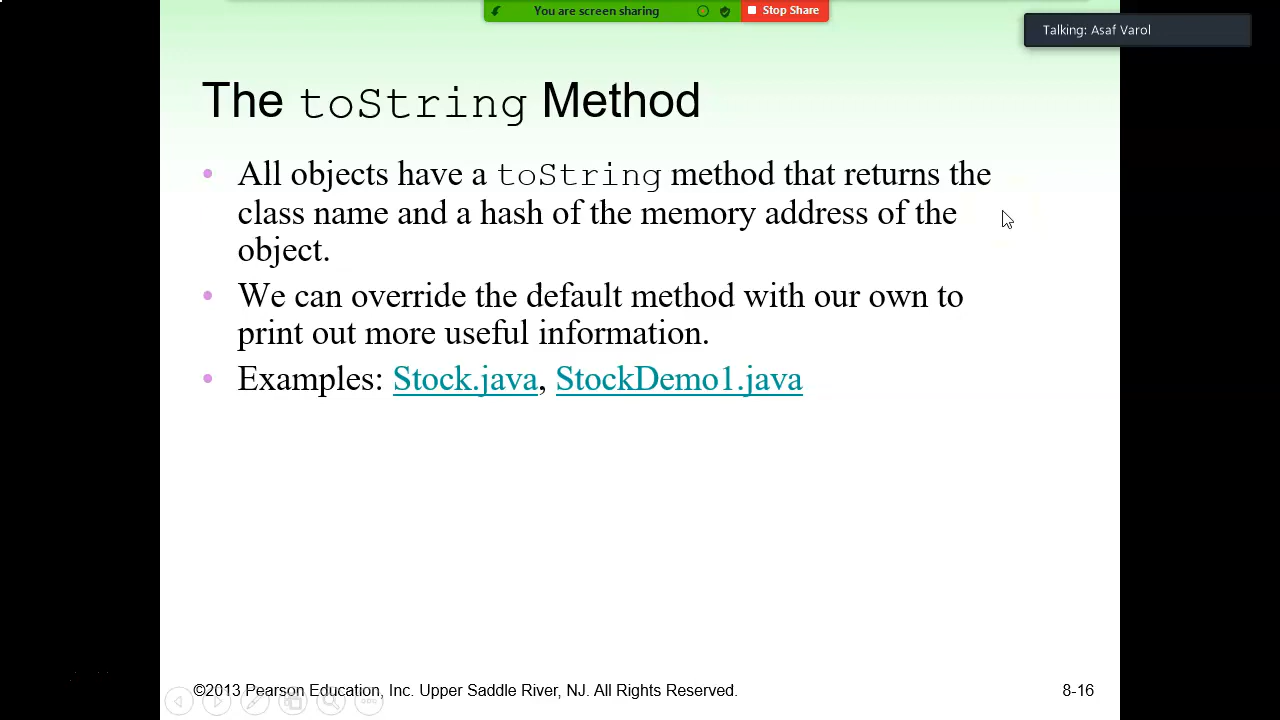 You are screen sharing
Stop Share
Talking: Asaf Varol
The toString Method
• All objects have a toString method that returns the
class name and a hash of the memory address of the
object.
• We can override the default method with our own to
print out more useful information.
• Examples: Stock.java, StockDemo1.java
©2013 Pearson Education, Inc. Upper Saddle River, NJ. All Rights Reserved.
8-16